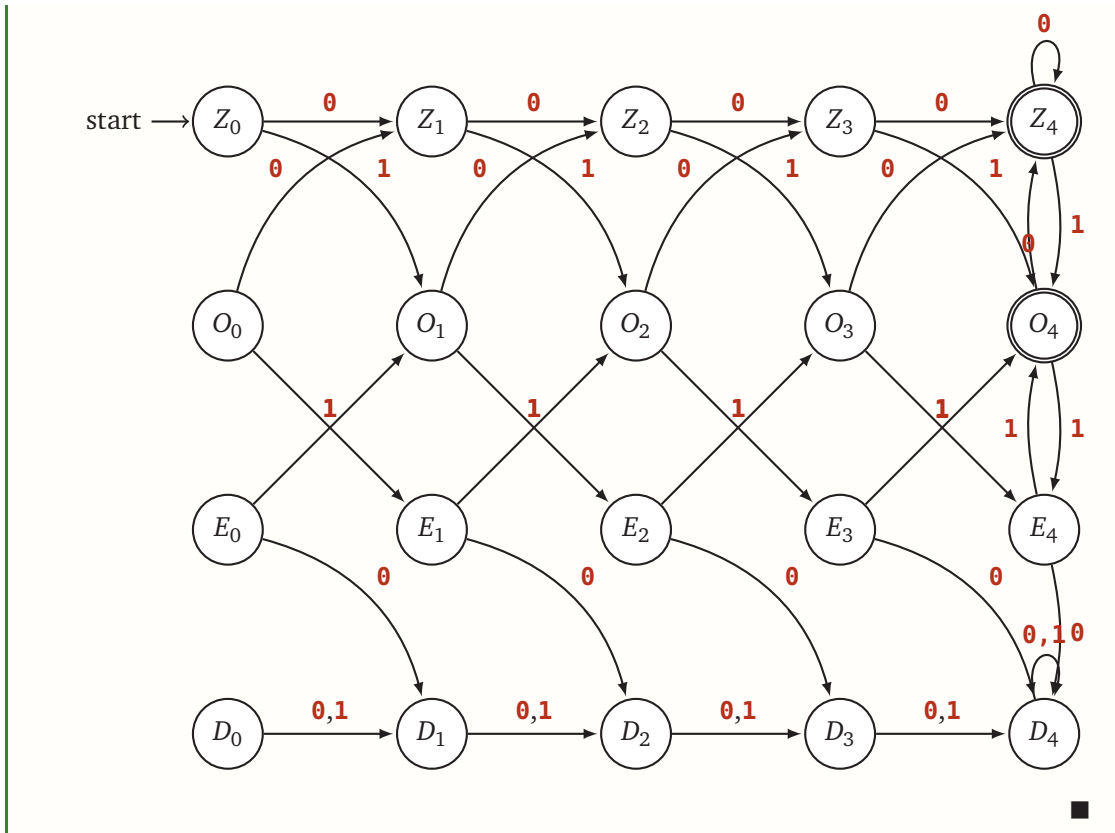 0
start Z0 0 Z1 0 Z2 0 Z3 0 Z4
0 1 0 1 0 1 0 1
0 1
O0 O1 O2 O3 O4
1 1 1 1 1 1
E0 E1 E2 E3 E4
0 0 0 0
0,1 0
D0 0,1 D1 0,1 D2 0,1 D3 0,1 D4